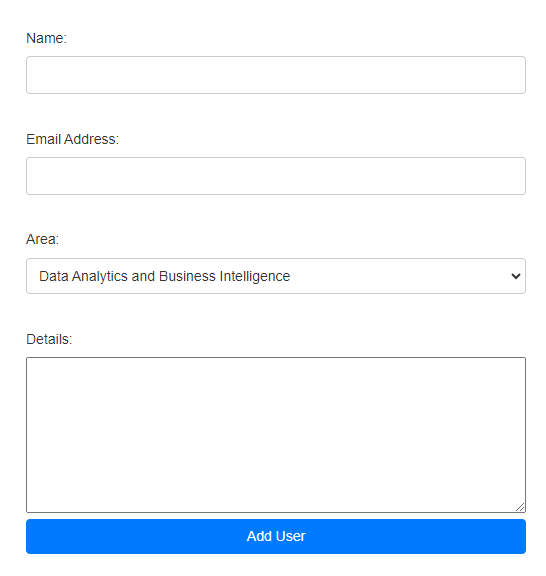 Name:
Email Address:
Area:
Data Analytics and Business Intelligence
Details:
Add User